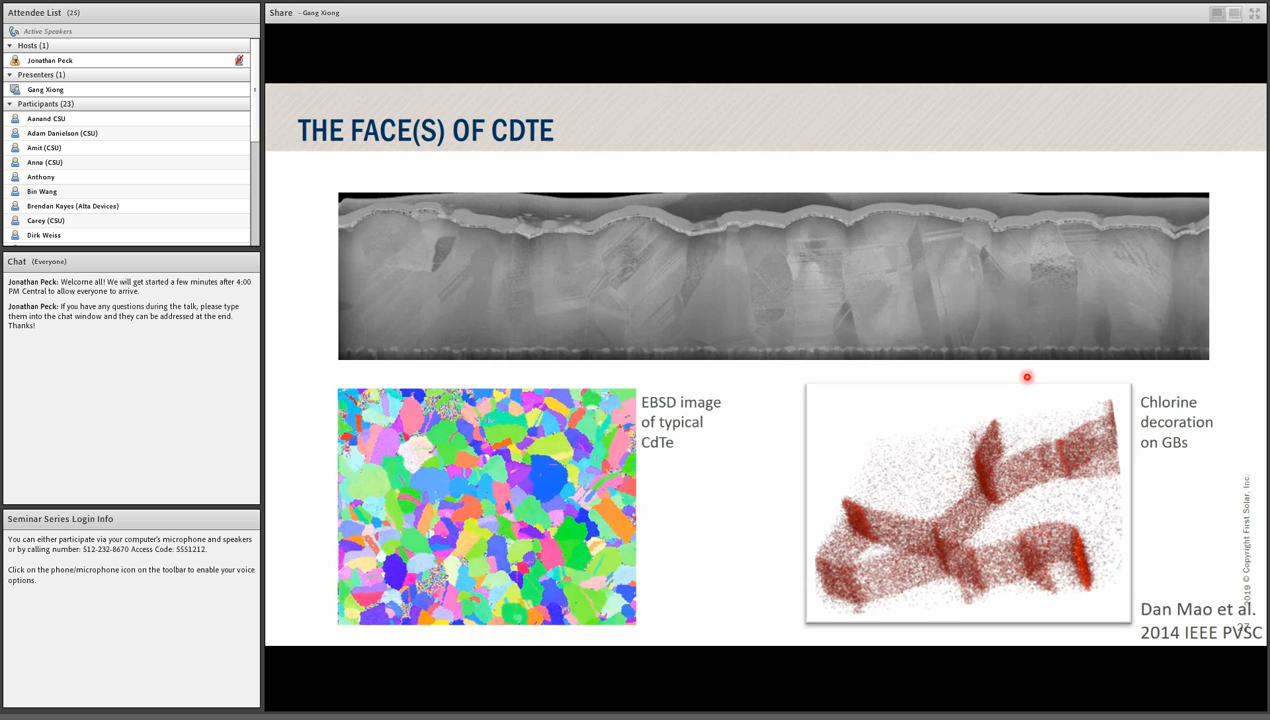 Attendee List (25)
Active Speakers
Hosts (1)
Jonathan Peck
Presenters (1)
Gang Xiong
Participants (23)
Aanand CSU
Adam Danielson (CSU)
Amit (CSU)
Anna (CSU)
Anthony
Bin Wang
Brendan Kayes (Alta Devices)
Carey (CSU)
Dirk Weiss
Chat (Everyone)
Jonathan Peck: Welcome all! We will get started a few minutes after 4:00
PM Central to allow everyone to arrive.
Jonathan Peck: If you have any questions during the talk, please type
them into the chat window and they can be addressed at the end.
Thanks!
Seminar Series Login Info
You can either participate via your computer's microphone and speakers
or by calling number: 512-232-8670 Access Code: 5551212.
Click on the phone/microphone icon on the toolbar to enable your voice
options.
Share - Gang Xiong
THE FACE(S) OF CDTE
EBSD image
of typical
CdTe
Chlorine
decoration
on GBs
2019 © Copyright First Solar, Inc.
Dan Mao et al.
2014 IEEE PVSC
27